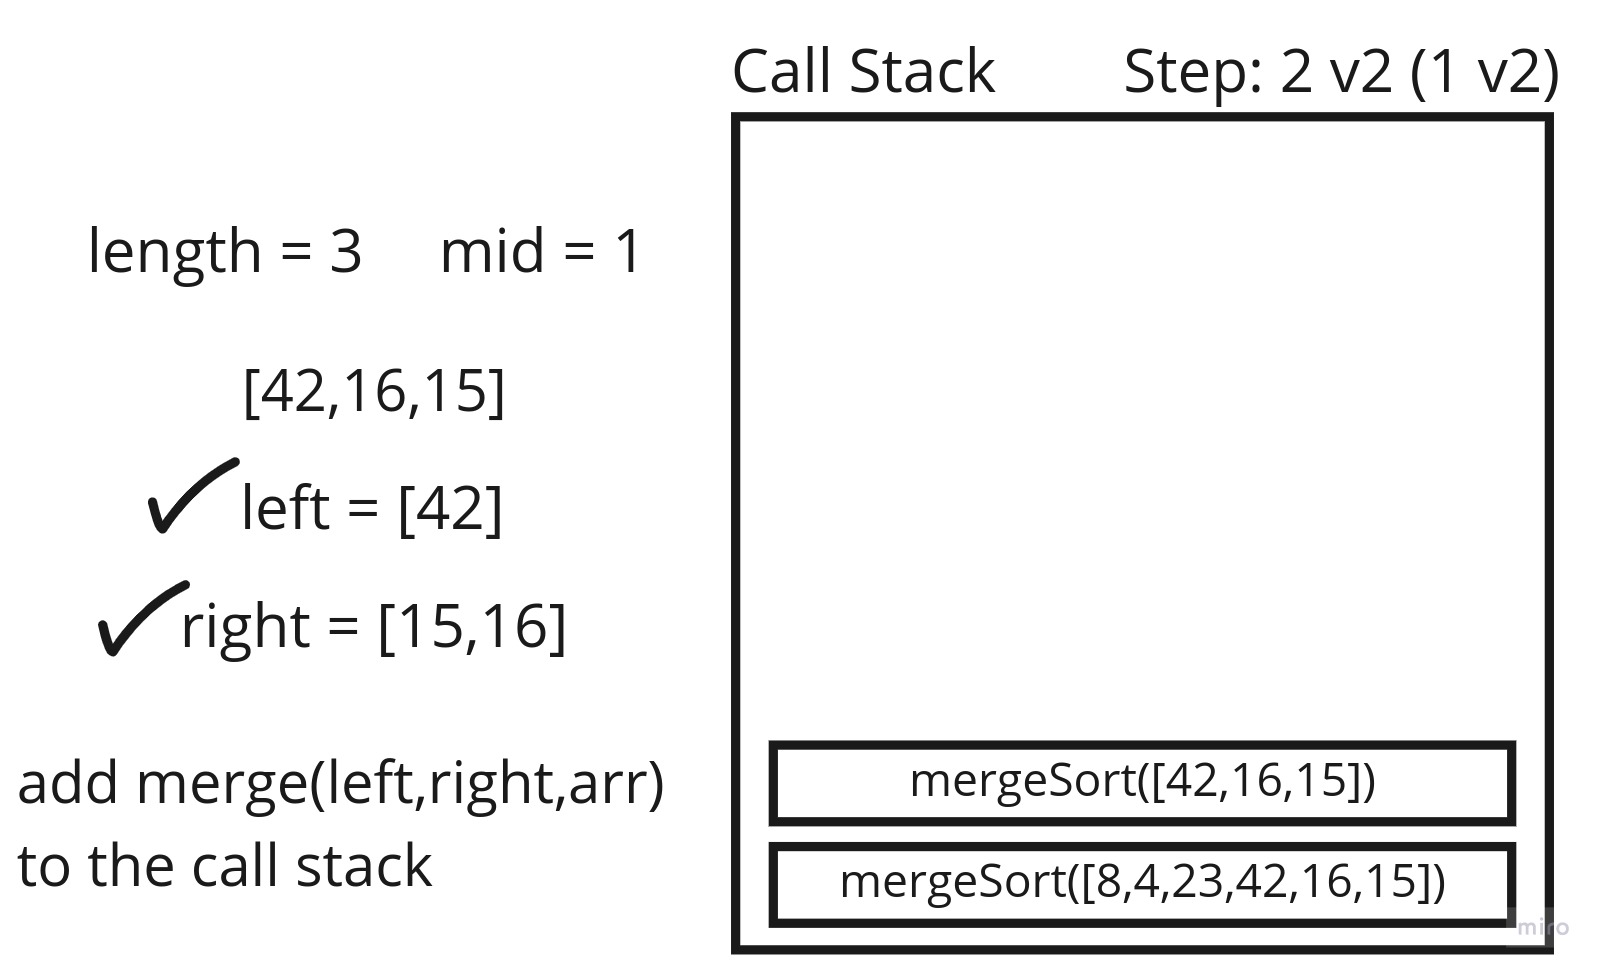 Call Stack Step: 2 v2 (1 v2)
length = 3 mid = 1
[42,16,15]
left = [42]
right = [15,16]
add merge(left,right,arr)
to the call stack
mergeSort([42,16,15])
mergeSort([8,4,23,42,16,15])
miro